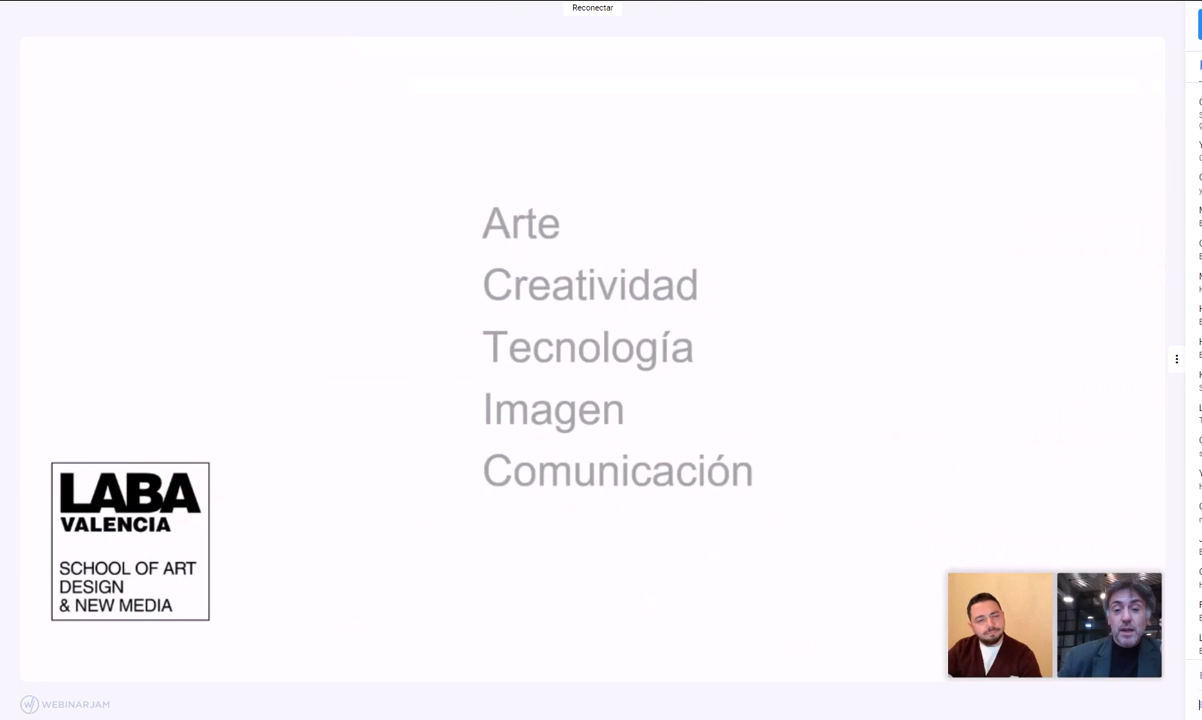 Reconectar
Arte
Creatividad
Tecnología
Imagen
Comunicación
LABA
VALENCIA
SCHOOL OF ART
DESIGN
& NEW MEDIA
WEBINARJAM